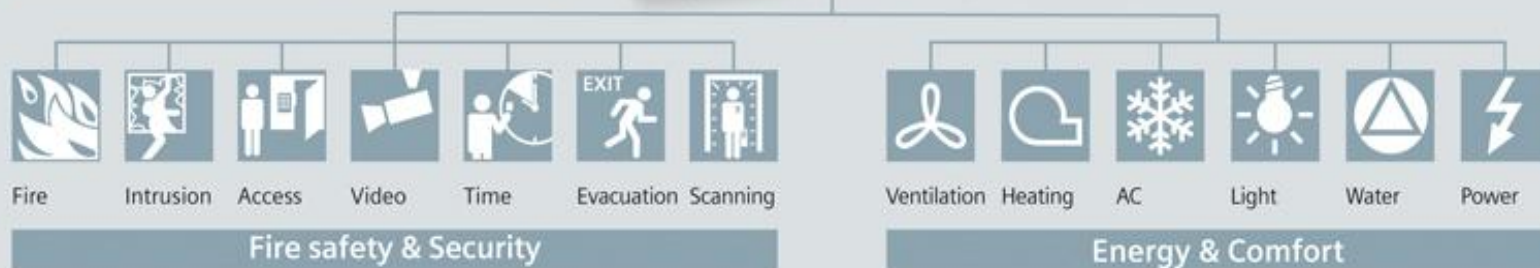 EXIT
Fire Intrusion Access Video Time Evacuation Scanning Ventilation Heating AC Light Water Power
Fire safety & Security Energy & Comfort